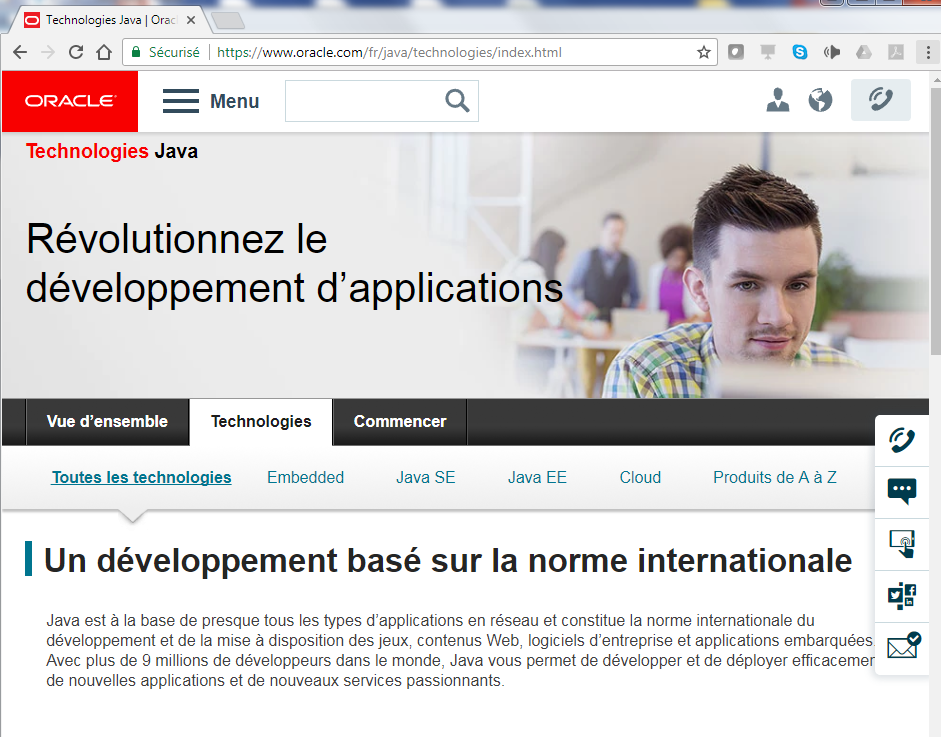 Technologies Java | Orac
Sécurisé
https://www.oracle.com/fr/java/technologies/index.html
ORACLE
Menu
Technologies Java
Révolutionnez le
développement d’applications
Vue d’ensemble
Technologies
Commencer
Toutes les technologies
Embedded
Java SE
Java EE
Cloud
Produits de A à Z
Un développement basé sur la norme internationale
Java est à la base de presque tous les types d’applications en réseau et constitue la norme internationale du
développement et de la mise à disposition des jeux, contenus Web, logiciels d’entreprise et applications embarquées
Avec plus de 9 millions de développeurs dans le monde, Java vous permet de développer et de déployer efficacemen
de nouvelles applications et de nouveaux services passionnants.